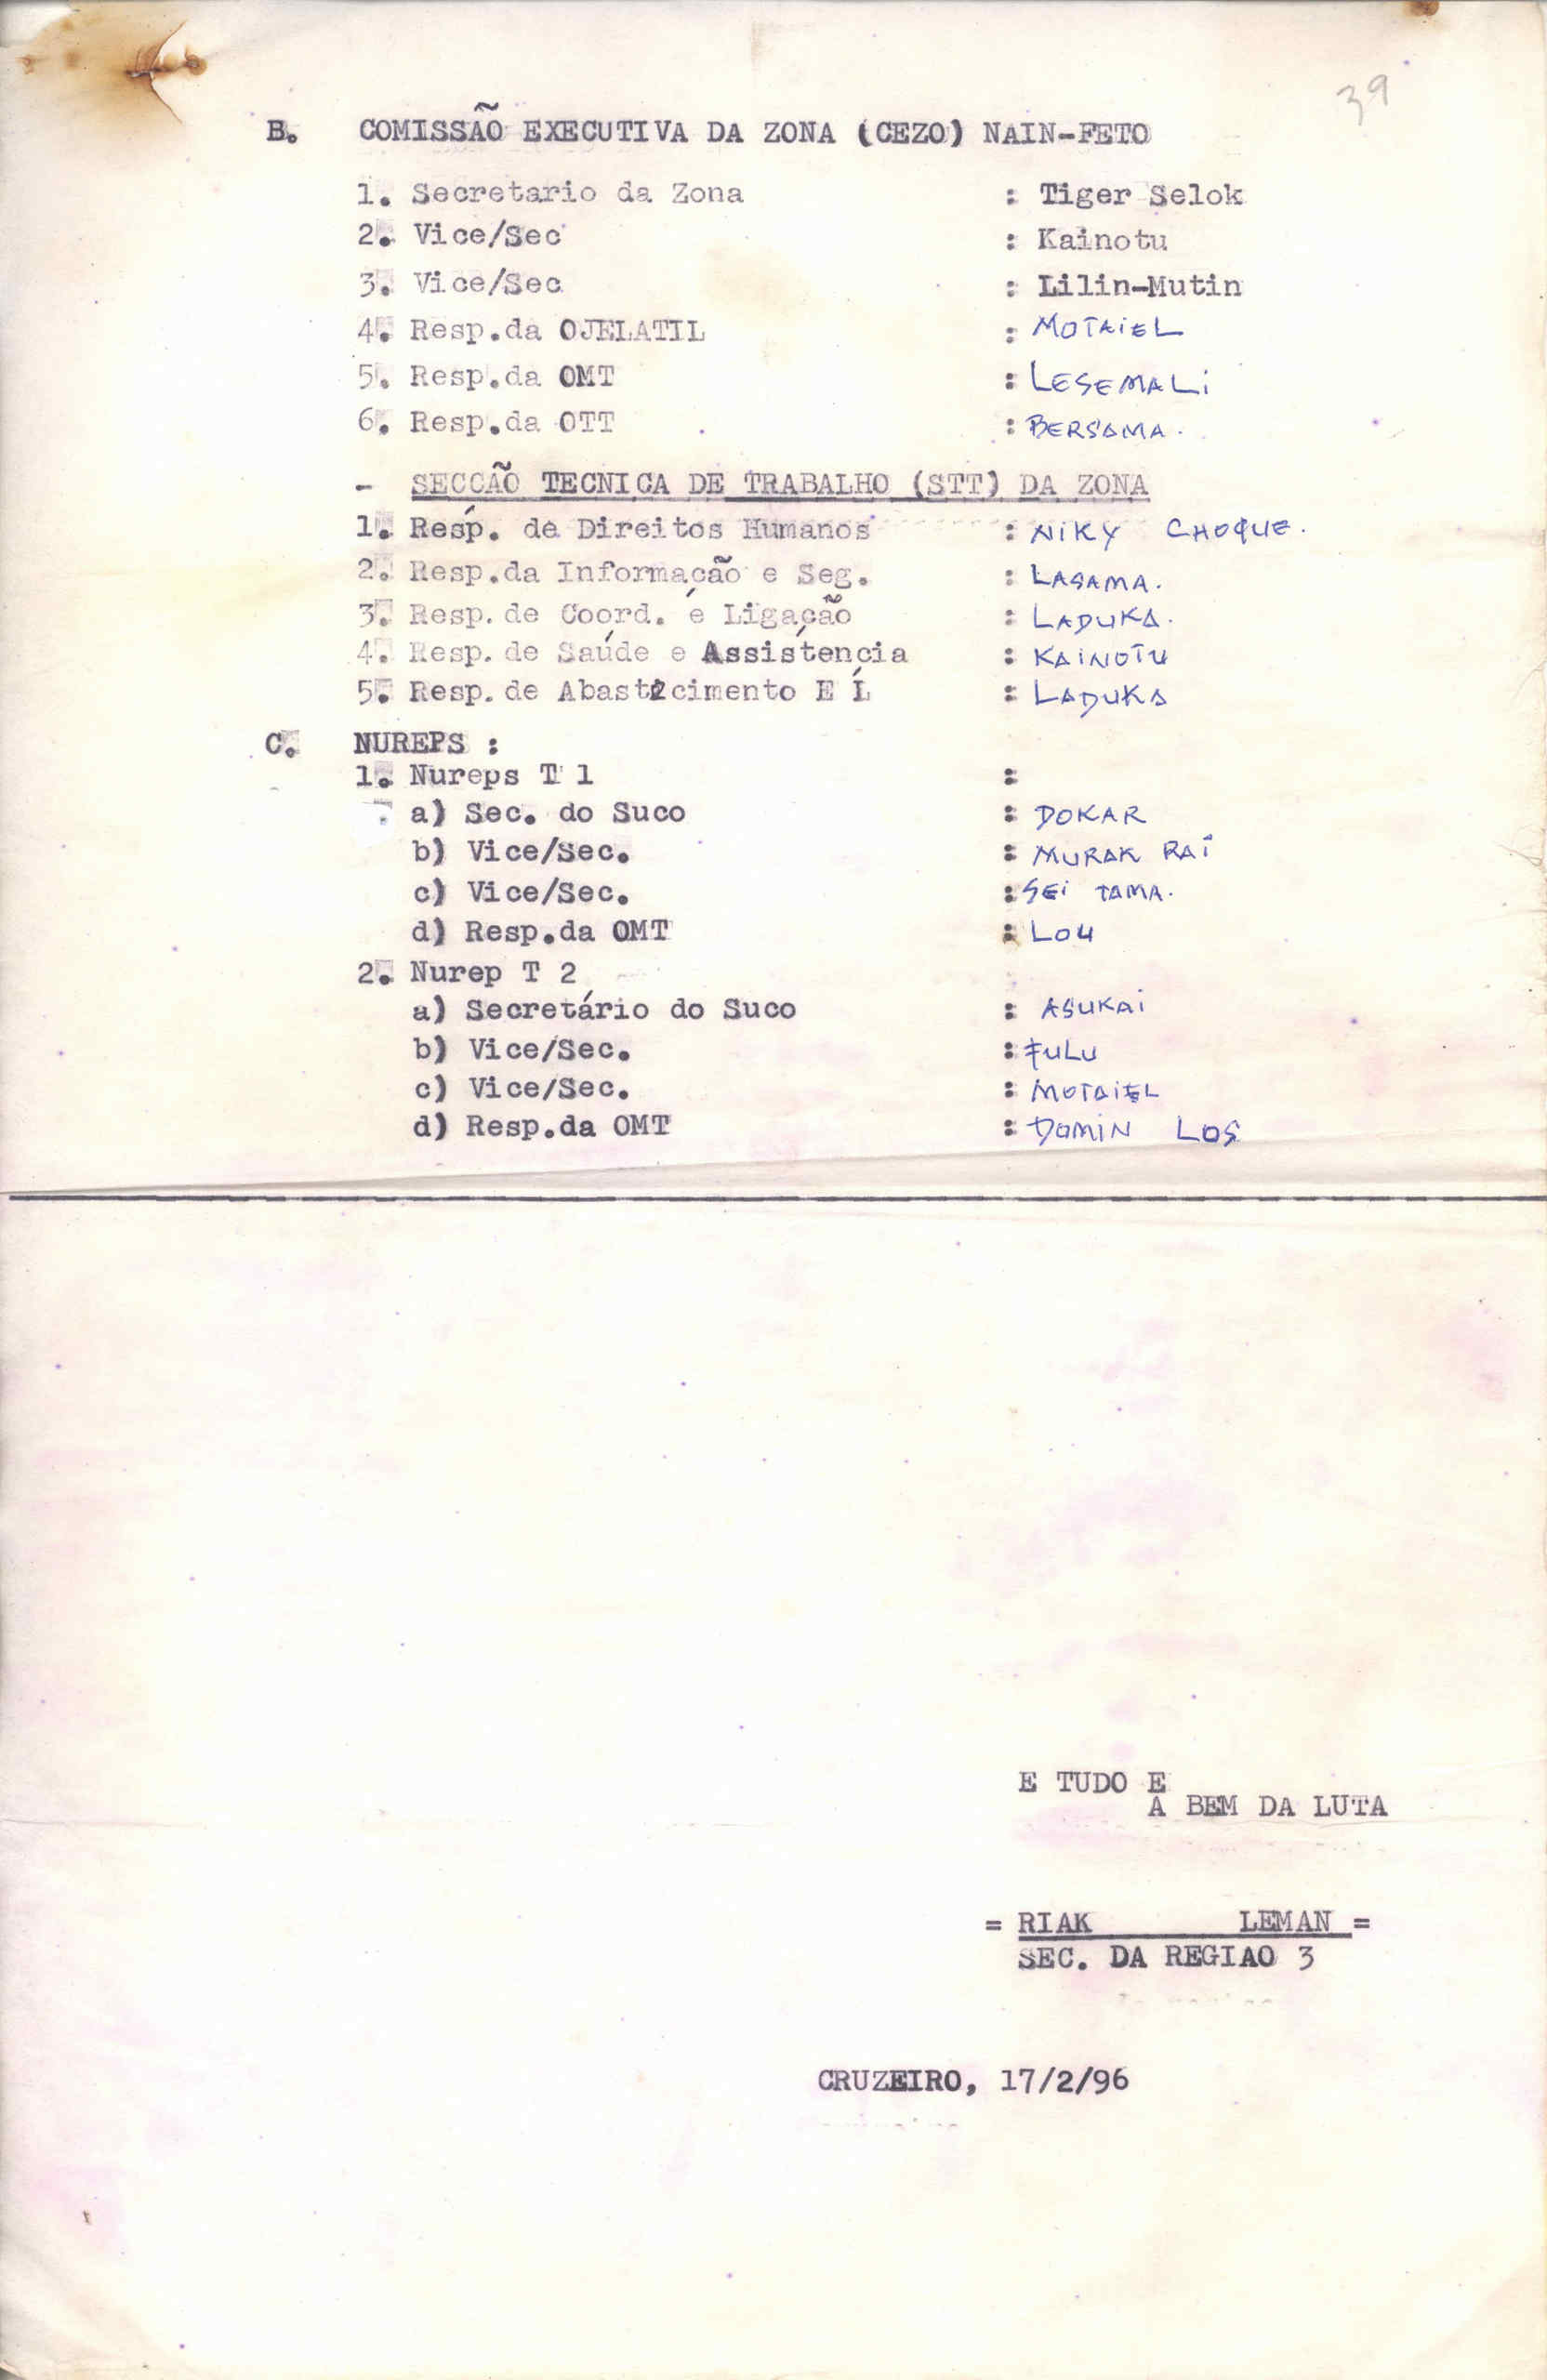 39
B. COMISSÃO EXECUTIVA DA ZONA (CEZO) NAIN-FETO
1. Secretario da Zona : Tiger Selok
2. Vice/Sec : Kainotu
3. Vice/Sec : Lilin-Mutin
4. Resp.da OJELATIL : MOTAIEL
5. Resp.da OMT : LESEMALI
6. Resp.da OTT : BERSAMA.
- SECCÃO TECNICA DE TRABALHO (STT) DA ZONA
1. Resp. de Direitos Humanos : NIKY CHOQUE.
2. Resp.da Informação e Seg. : LASAMA.
3. Resp. de Coord. e Ligação : LADUKA.
4. Resp. de Saúde e Assistencia : KAINOTU
5. Resp. de Abastecimento E L : LADUKA
C. NUREPS :
1. Nureps T 1 :
a) Sec. do Suco : DOKAR
b) Vice/Sec. : MURAK RAI
c) Vice/Sec. : SEI TAMA.
d) Resp.da OMT : LOU
2. Nurep T 2
a) Secretário do Suco : ASUKAI
b) Vice/Sec. : FULU
c) Vice/Sec. : MOTAIEL
d) Resp.da OMT : DOMIN LOS
E TUDO E
A BEM DA LUTA
= RIAK LEMAN =
SEC. DA REGIAO 3
CRUZEIRO, 17/2/96